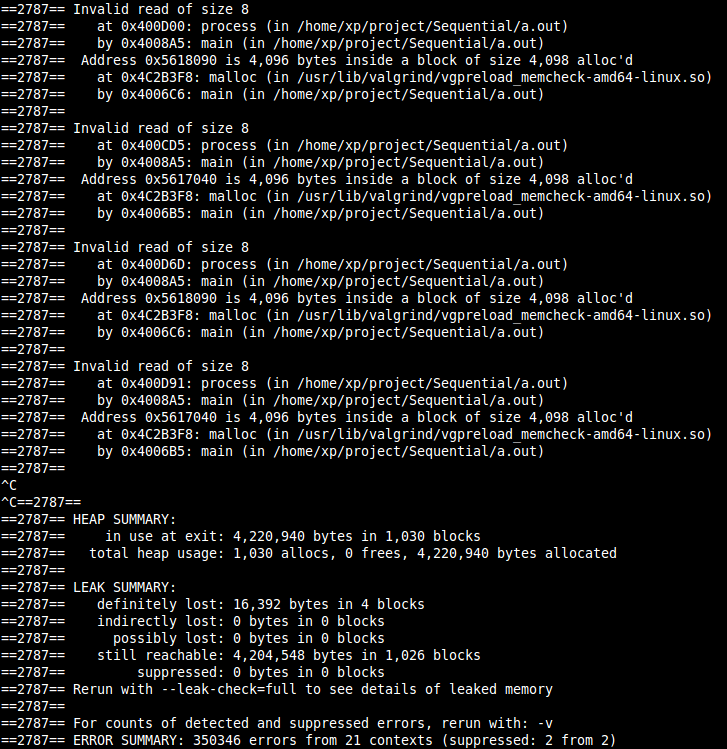 ==2787== Invalid read of size 8
==2787==    at 0x400D00: process (in /home/xp/project/Sequential/a.out)
==2787==    by 0x4008A5: main (in /home/xp/project/Sequential/a.out)
==2787==  Address 0x5618090 is 4,096 bytes inside a block of size 4,098 alloc'd
==2787==    at 0x4C2B3F8: malloc (in /usr/lib/valgrind/vgpreload_memcheck-amd64-linux.so)
==2787==    by 0x4006C6: main (in /home/xp/project/Sequential/a.out)
==2787==
==2787== Invalid read of size 8
==2787==    at 0x400CD5: process (in /home/xp/project/Sequential/a.out)
==2787==    by 0x4008A5: main (in /home/xp/project/Sequential/a.out)
==2787==  Address 0x5617040 is 4,096 bytes inside a block of size 4,098 alloc'd
==2787==    at 0x4C2B3F8: malloc (in /usr/lib/valgrind/vgpreload_memcheck-amd64-linux.so)
==2787==    by 0x4006B5: main (in /home/xp/project/Sequential/a.out)
==2787==
==2787== Invalid read of size 8
==2787==    at 0x400D6D: process (in /home/xp/project/Sequential/a.out)
==2787==    by 0x4008A5: main (in /home/xp/project/Sequential/a.out)
==2787==  Address 0x5618090 is 4,096 bytes inside a block of size 4,098 alloc'd
==2787==    at 0x4C2B3F8: malloc (in /usr/lib/valgrind/vgpreload_memcheck-amd64-linux.so)
==2787==    by 0x4006C6: main (in /home/xp/project/Sequential/a.out)
==2787==
==2787== Invalid read of size 8
==2787==    at 0x400D91: process (in /home/xp/project/Sequential/a.out)
==2787==    by 0x4008A5: main (in /home/xp/project/Sequential/a.out)
==2787==  Address 0x5617040 is 4,096 bytes inside a block of size 4,098 alloc'd
==2787==    at 0x4C2B3F8: malloc (in /usr/lib/valgrind/vgpreload_memcheck-amd64-linux.so)
==2787==    by 0x4006B5: main (in /home/xp/project/Sequential/a.out)
==2787==
^C
^C==2787==
==2787== HEAP SUMMARY:
==2787==     in use at exit: 4,220,940 bytes in 1,030 blocks
==2787==   total heap usage: 1,030 allocs, 0 frees, 4,220,940 bytes allocated
==2787==
==2787== LEAK SUMMARY:
==2787==    definitely lost: 16,392 bytes in 4 blocks
==2787==    indirectly lost: 0 bytes in 0 blocks
==2787==      possibly lost: 0 bytes in 0 blocks
==2787==    still reachable: 4,204,548 bytes in 1,026 blocks
==2787==         suppressed: 0 bytes in 0 blocks
==2787== Rerun with --leak-check=full to see details of leaked memory
==2787==
==2787== For counts of detected and suppressed errors, rerun with: -v
==2787== ERROR SUMMARY: 350346 errors from 21 contexts (suppressed: 2 from 2)